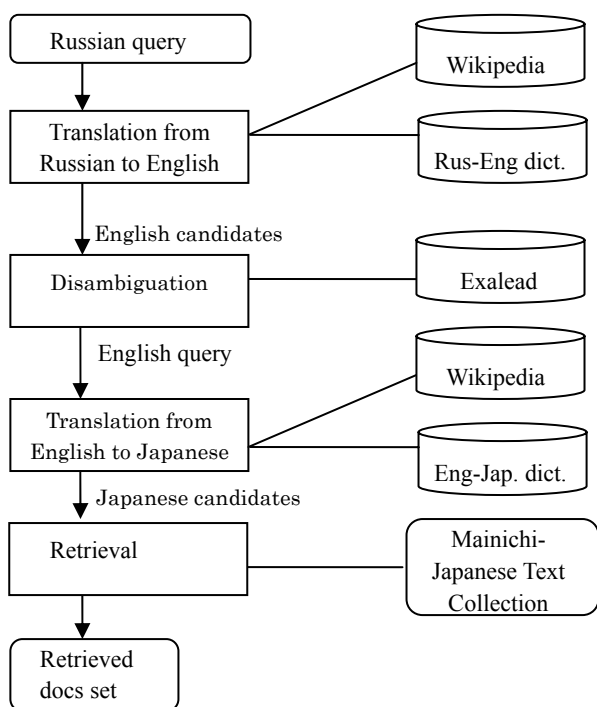 Russian query
Wikipedia
Translation from
Russian to English
Rus-Eng dict.
English candidates
Disambiguation
Exalead
English query
Wikipedia
Translation from
English to Japanese
Eng-Jap. dict.
Japanese candidates
Retrieval
Mainichi-
Japanese Text
Collection
Retrieved
docs set